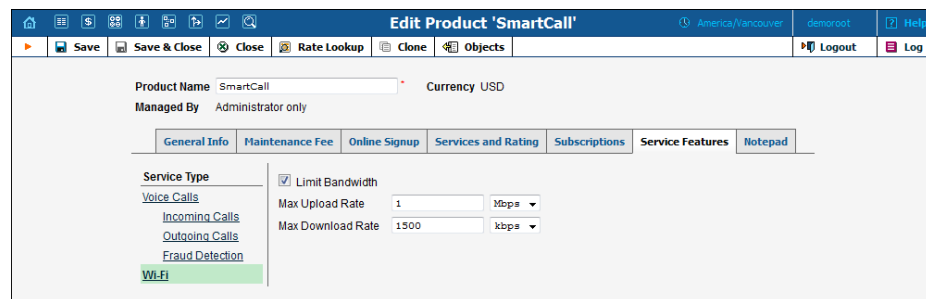 Edit Product 'SmartCall'
America/Vancouver
demoroot
Help
Save
Save & Close
Close
Rate Lookup
Clone
Objects
Logout
Log
Product Name SmartCall * Currency USD
Managed By Administrator only
General Info Maintenance Fee Online Signup Services and Rating Subscriptions Service Features Notepad
Service Type
Voice Calls
Incoming Calls
Outgoing Calls
Fraud Detection
Wi-Fi
Limit Bandwidth
Max Upload Rate 1 Mbps
Max Download Rate 1500 kbps